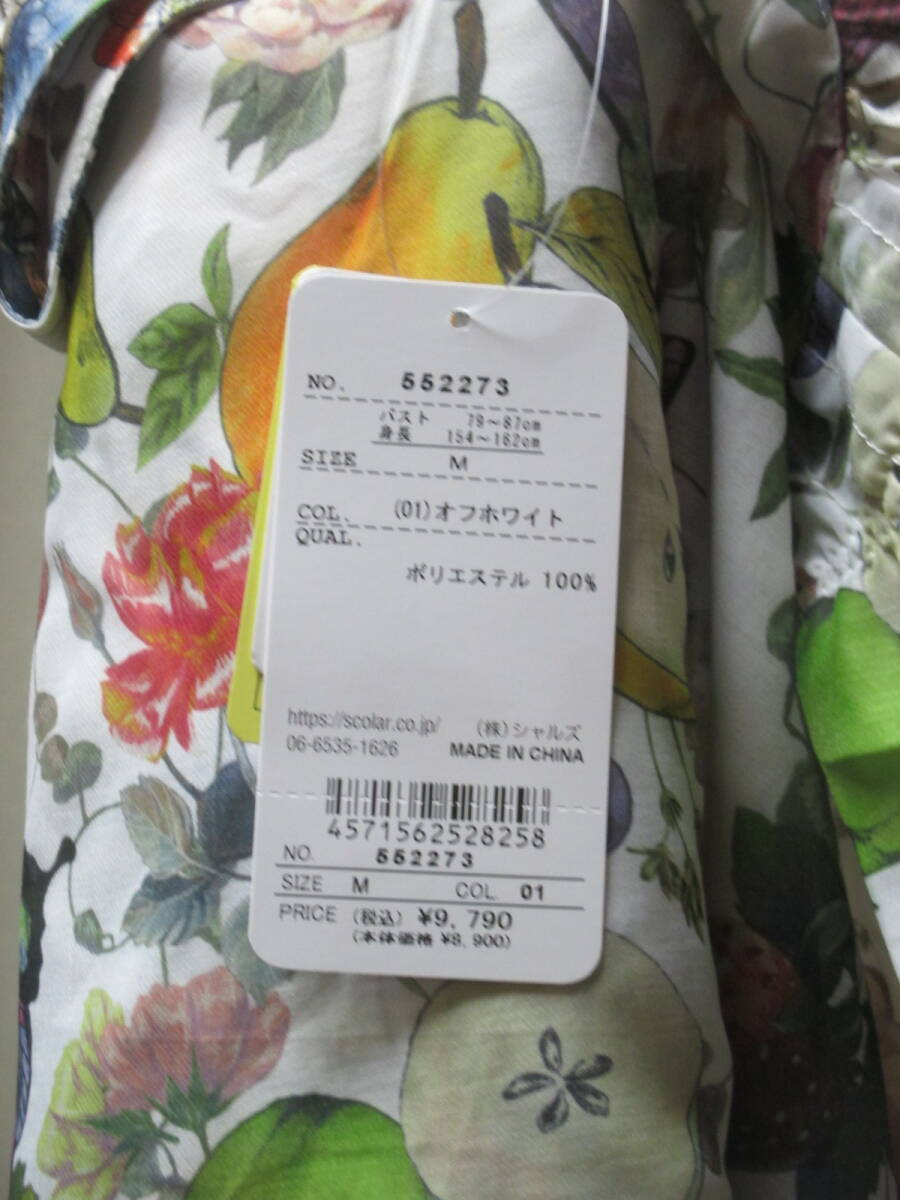 NO. 552273
バスト 79～87cm
身長 154～162cm
SIZE M
COL. (01)オフホワイト
QUAL.
ポリエステル 100%
https://scolar.co.jp/ (株)シャルズ
06-6535-1626 MADE IN CHINA
4571562528258
NO. 552273
SIZE M COL. 01
PRICE (税込) ¥9,790
(本体価格 ¥8,900)